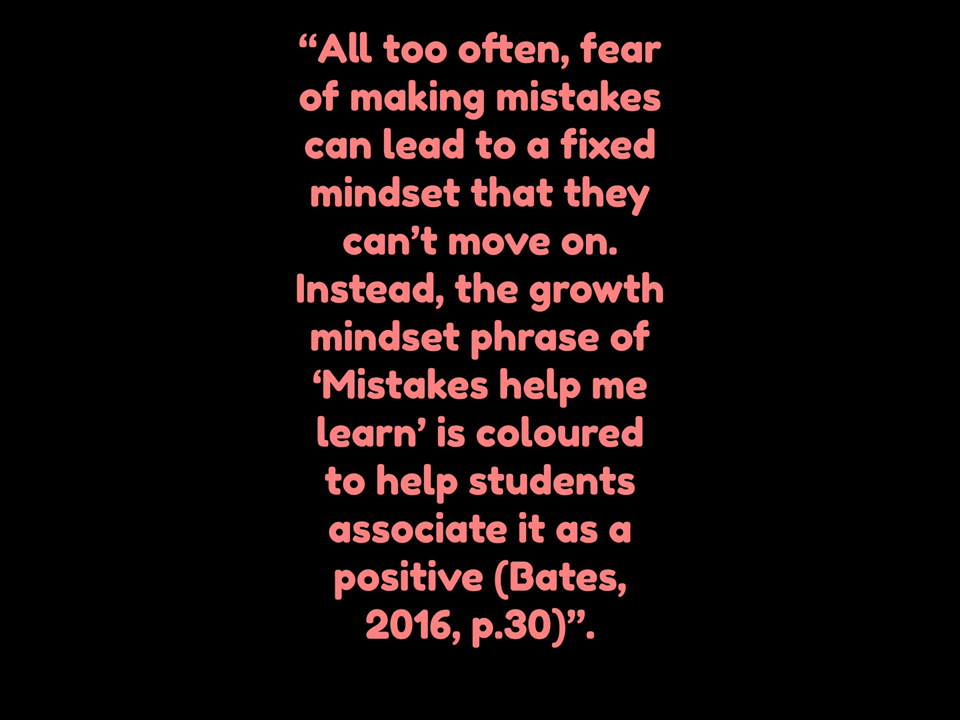 “All too often, fear
of making mistakes
can lead to a fixed
mindset that they
can’t move on.
Instead, the growth
mindset phrase of
‘Mistakes help me
learn’ is coloured
to help students
associate it as a
positive (Bates,
2016, p.30)”.